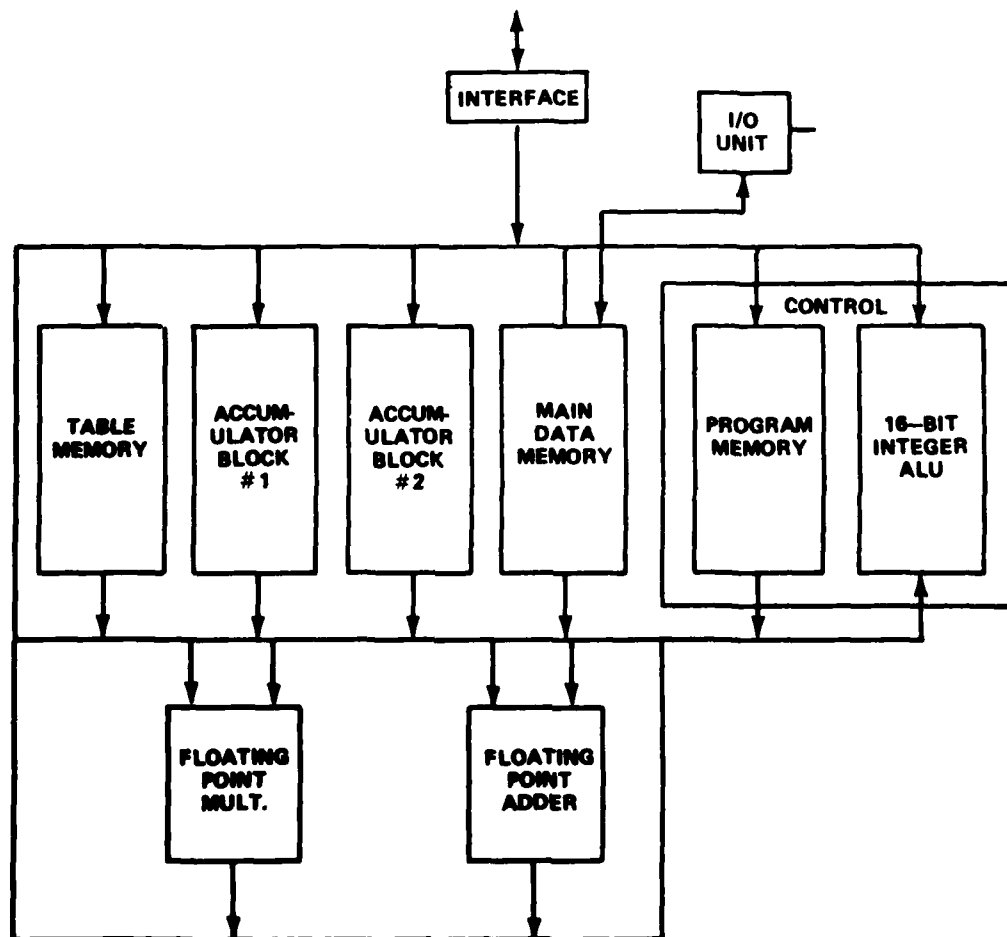 INTERFACE
I/O
UNIT
CONTROL
TABLE
MEMORY
ACCUM-
ULATOR
BLOCK
#1
ACCUM-
ULATOR
BLOCK
#2
MAIN
DATA
MEMORY
PROGRAM
MEMORY
16-BIT
INTEGER
ALU
FLOATING
POINT
MULT.
FLOATING
POINT
ADDER